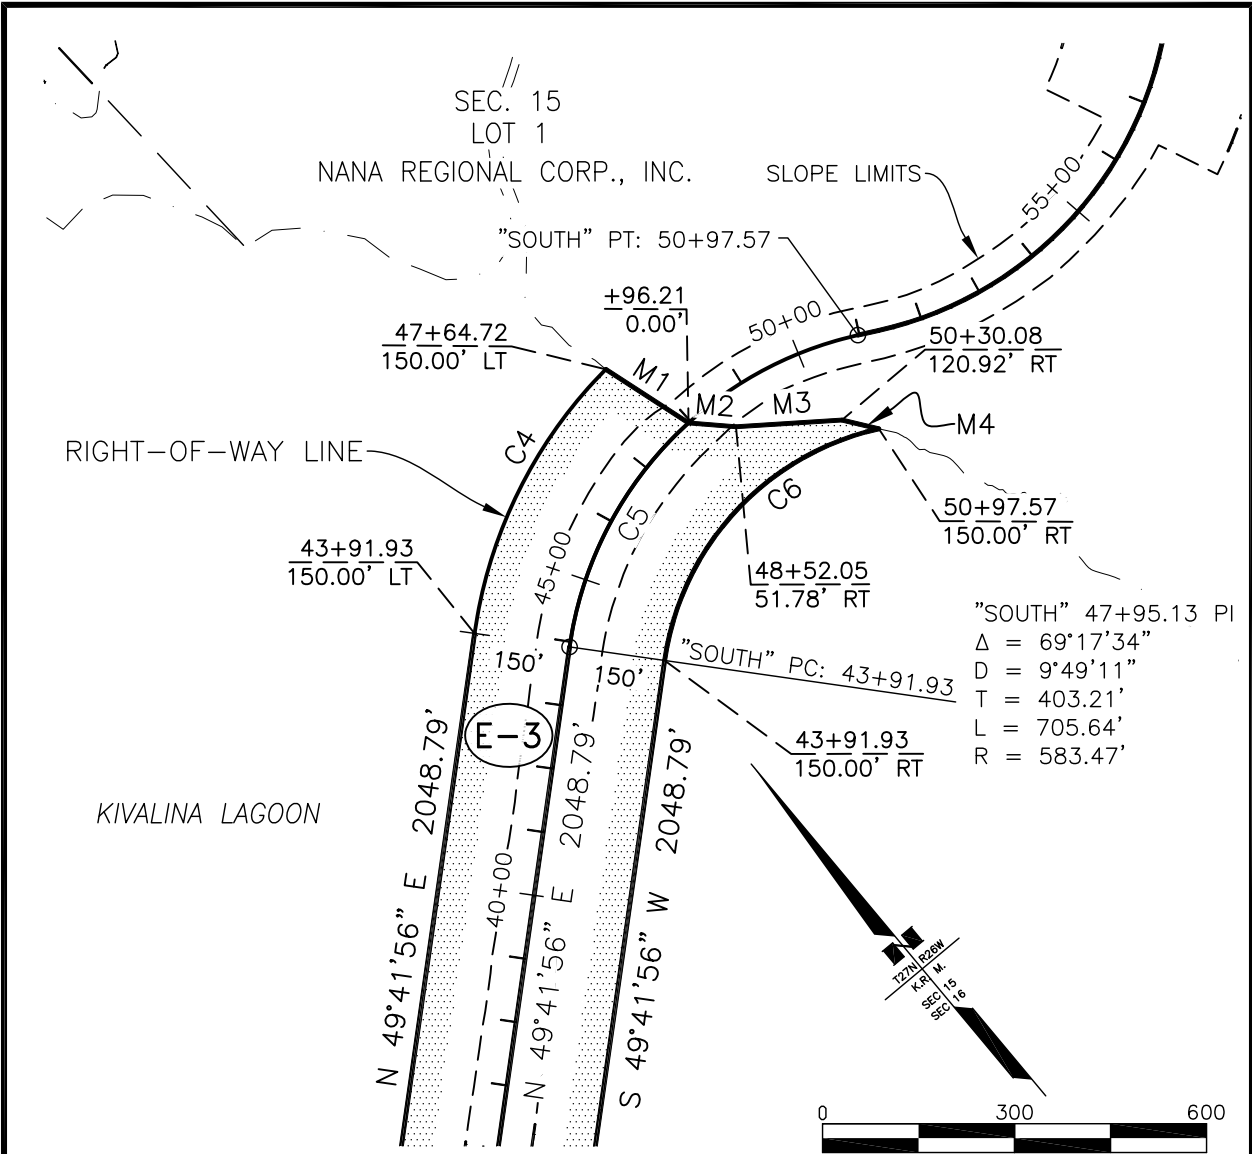 SEC. 15
LOT 1
NANA REGIONAL CORP., INC.
SLOPE LIMITS
55+00
"SOUTH" PT: 50+97.57
+96.21
0.00'
50+00
47+64.72
150.00' LT
50+30.08
120.92' RT
M1
M2
M3
M4
C4
RIGHT-OF-WAY LINE
C6
C5
50+97.57
150.00' RT
43+91.93
150.00' LT
45+00
48+52.05
51.78' RT
"SOUTH" 47+95.13 PI
Δ = 69°17'34"
D = 9°49'11"
T = 403.21'
L = 705.64'
R = 583.47'
150'
150'
"SOUTH" PC: 43+91.93
E-3
43+91.93
150.00' RT
KIVALINA LAGOON
N 49°41'56" E 2048.79'
40+00
N 49°41'56" E 2048.79'
S 49°41'56" W 2048.79'
N
T27N R26W
K.R. M.
SEC 15
SEC 16
0 300 600